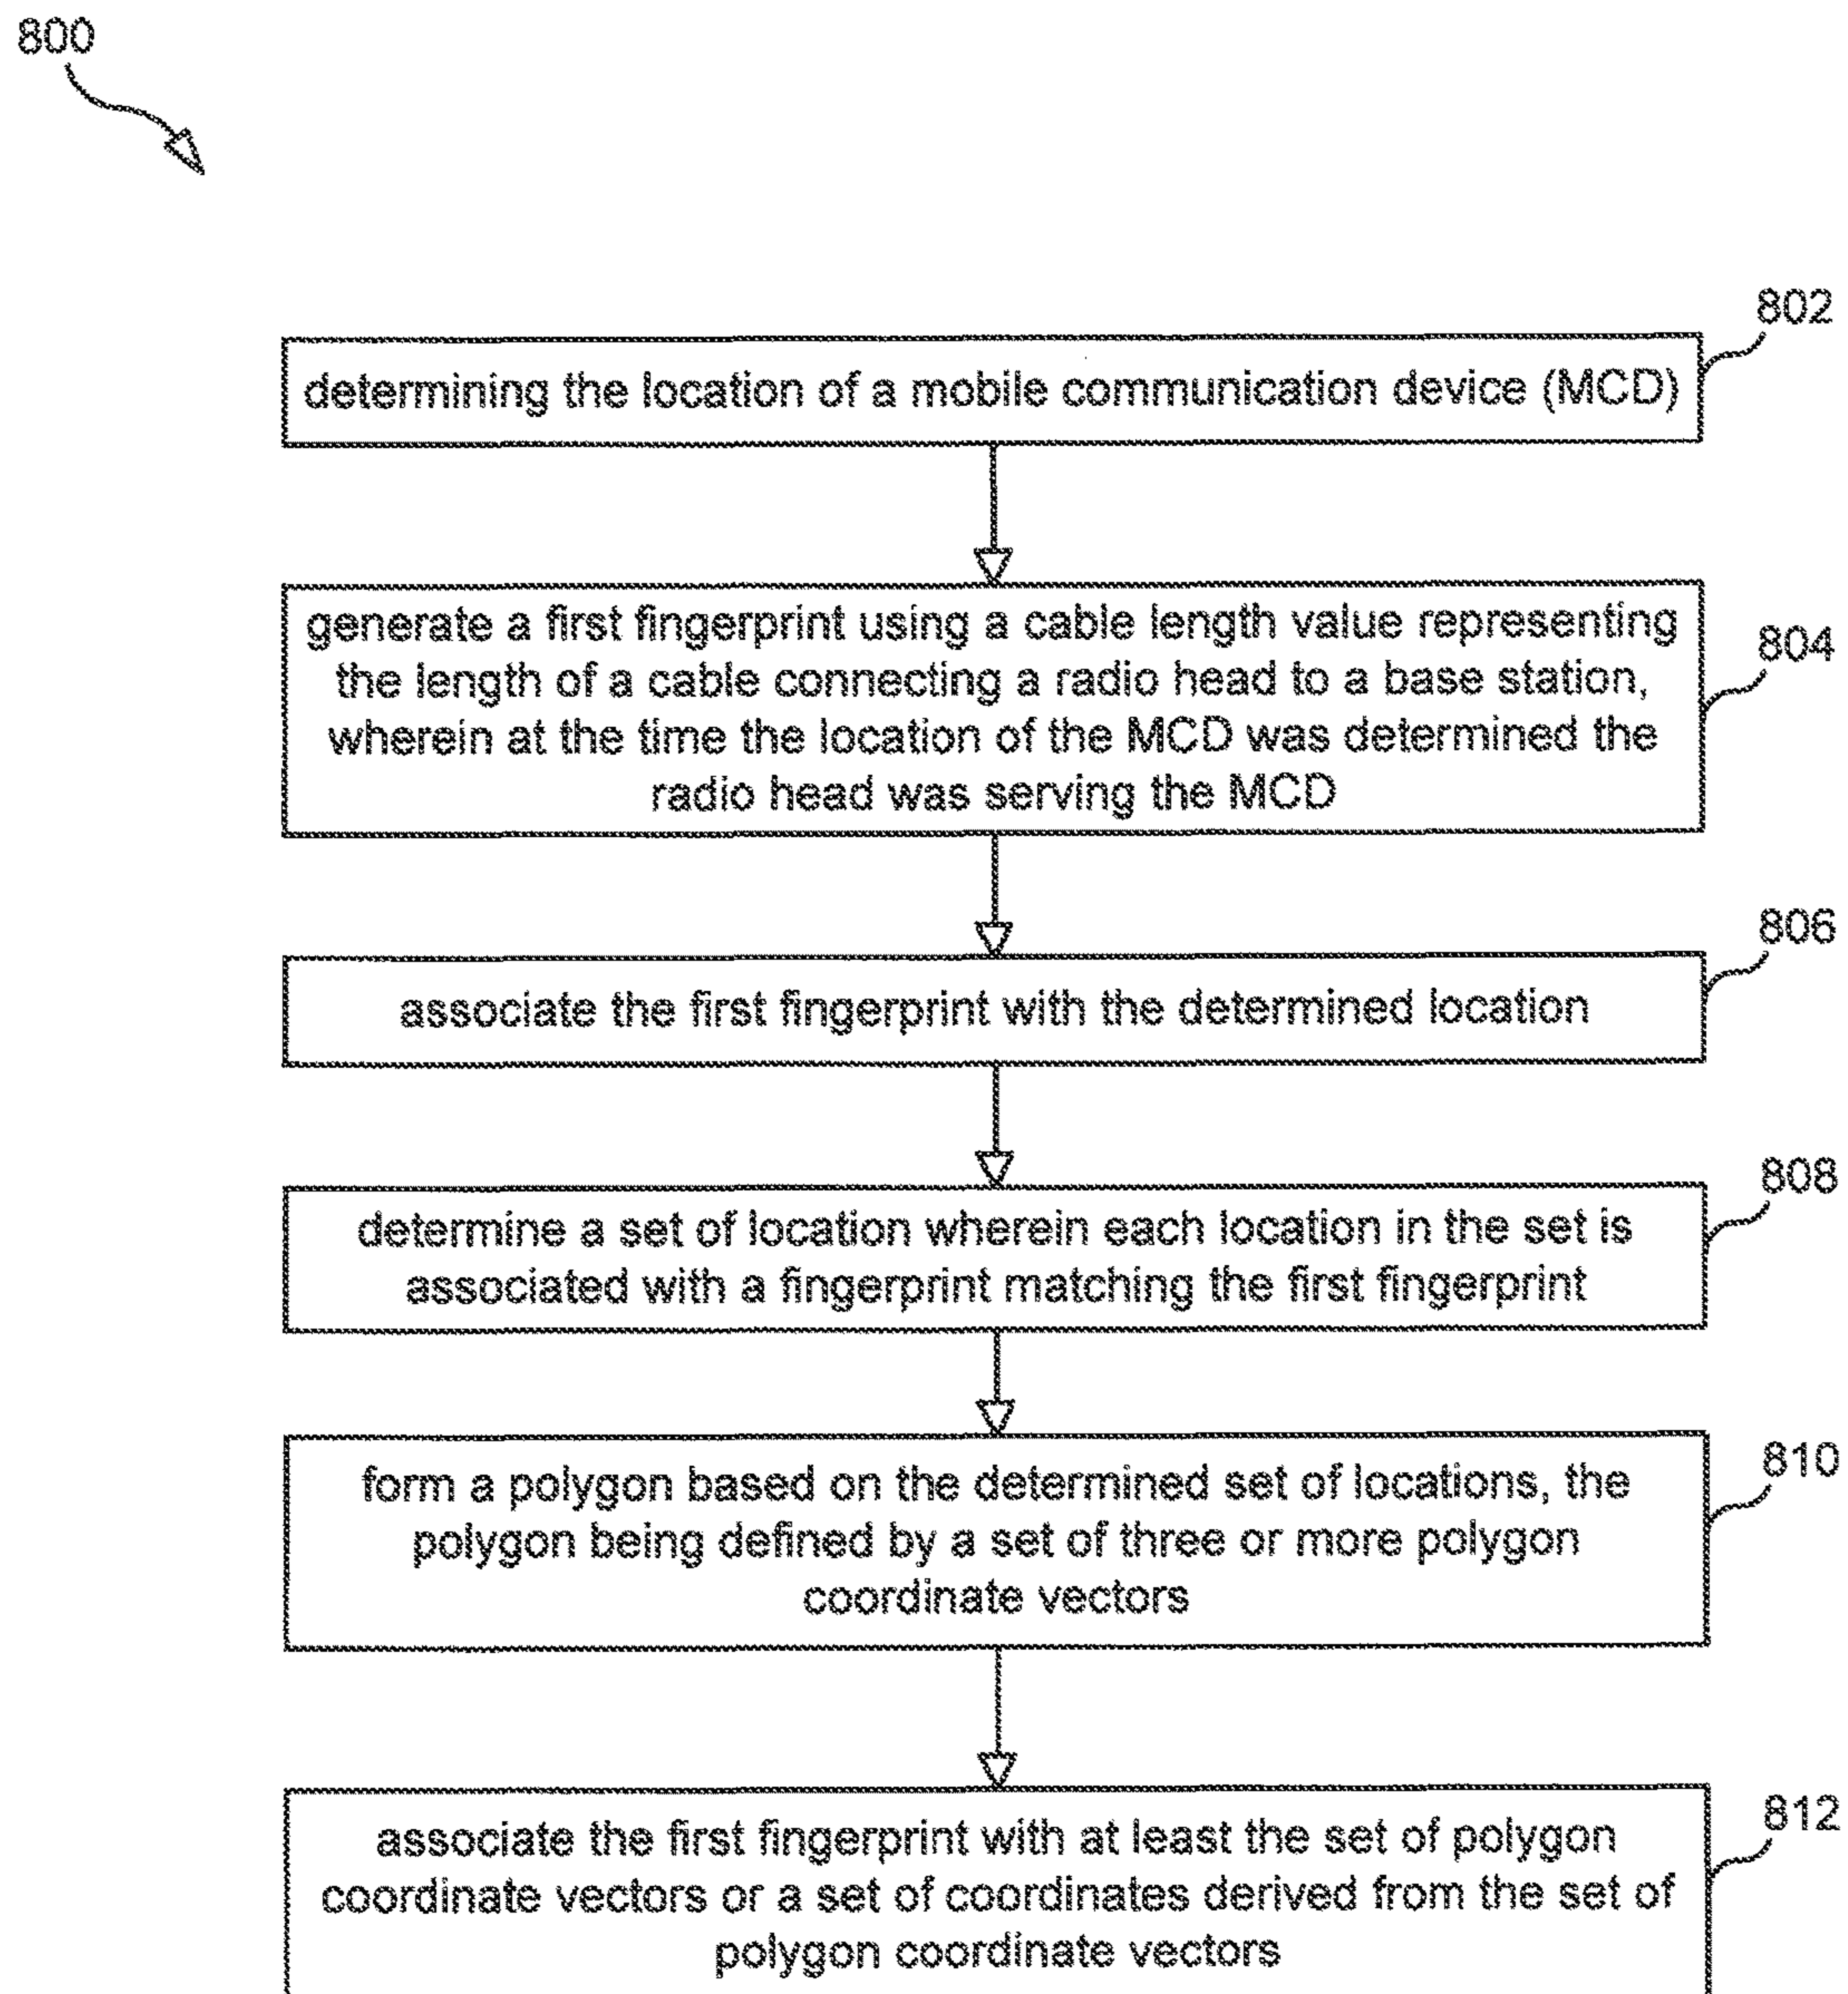 800
802
determining the location of a mobile communication device (MCD)
804
generate a first fingerprint using a cable length value representing
the length of a cable connecting a radio head to a base station,
wherein at the time the location of the MCD was determined the
radio head was serving the MCD
806
associate the first fingerprint with the determined location
808
determine a set of location wherein each location in the set is
associated with a fingerprint matching the first fingerprint
810
form a polygon based on the determined set of locations, the
polygon being defined by a set of three or more polygon
coordinate vectors
812
associate the first fingerprint with at least the set of polygon
coordinate vectors or a set of coordinates derived from the set of
polygon coordinate vectors